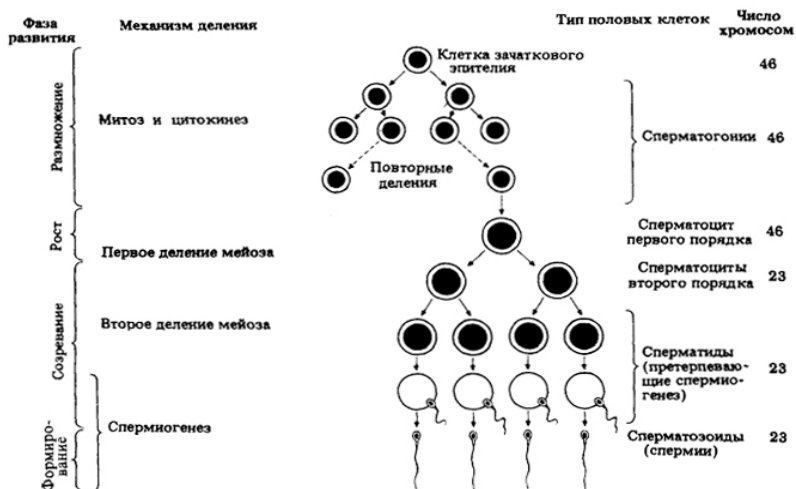 Фаза развития
Механизм деления
Тип половых клеток
Число хромосом
Размножение
Митоз и цитокинез
Клетка зачаткового
эпителия
46
Сперматогонии 46
Повторные
деления
Рост
Первое деление мейоза
Сперматоцит
первого порядка
46
Сперматоциты
второго порядка
23
Созревание
Второе деление мейоза
Сперматиды
(претерпеваю-
щие спермио-
генез)
23
Формиро-
вание
Спермиогенез
Сперматозоиды
(спермии)
23